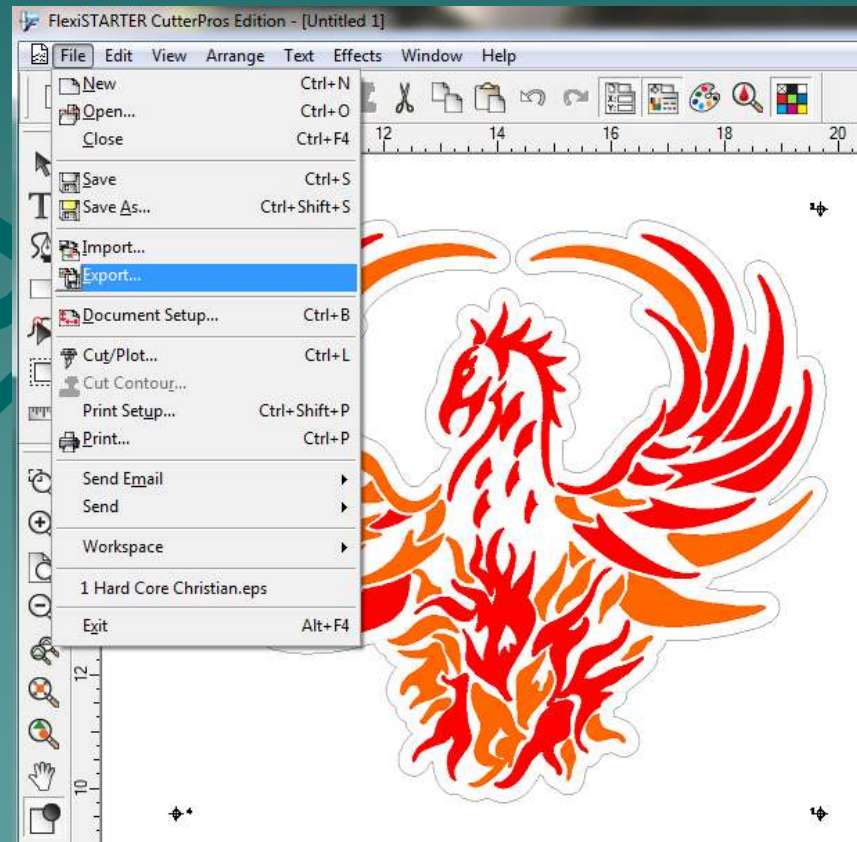 FlexiSTARTER CutterPros Edition - [Untitled 1]
File Edit View Arrange Text Effects Window Help
New Ctrl+N
Open... Ctrl+O
Close Ctrl+F4
Save Ctrl+S
Save As... Ctrl+Shift+S
Import...
Export...
Document Setup... Ctrl+B
Cut/Plot... Ctrl+L
Cut Contour...
Print Setup... Ctrl+Shift+P
Print... Ctrl+P
Send Email
Send
Workspace
1 Hard Core Christian.eps
Exit Alt+F4
X:
Y:
12 14 16 18 20
12
10
T
4